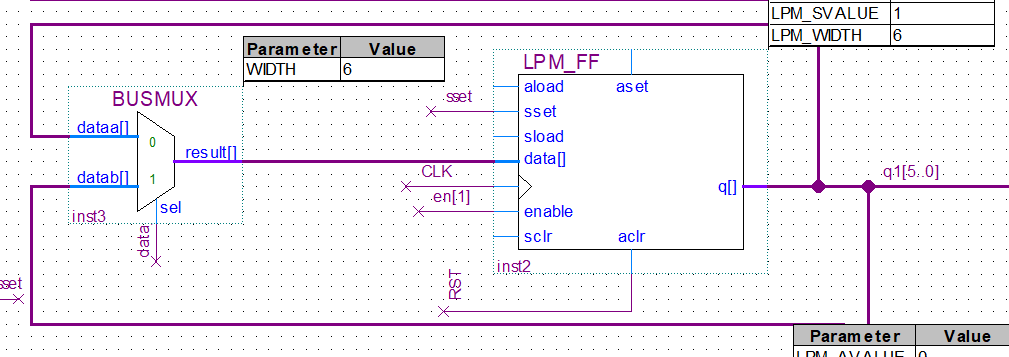 LPM_SVALUE 1
LPM_WIDTH 6
Parameter Value
WIDTH 6
LPM_FF
BUSMUX
aload aset
sset
sset
dataa[]
0
sload
result[]
data[]
CLK
datab[]
1
q1[5..0]
q[]
en[1]
sel
enable
inst3
data
sclr aclr
inst2
sset
RST
Parameter Value
LPM_AVALUE 0